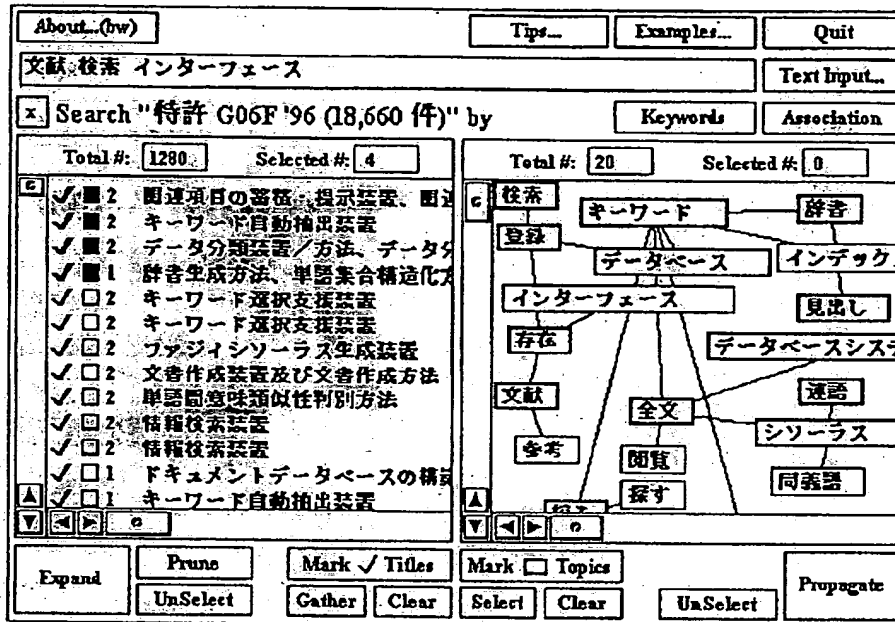 About...(bw)
Tips...
Examples...
Quit
文献 検索 インターフェース
Text Input...
x
Search "特許 G06F '96 (18,660 件)" by
Keywords
Association
Total #: 1280
Selected #: 4
Total #: 20
Selected #: 0
✓ ■ 2 関連項目の蓄積・提示装置、関連
✓ ■ 2 キーワード自動抽出装置
✓ ■ 2 データ分類装置／方法、データ分
✓ ■ 1 辞書生成方法、単語集合構造化方
✓ □ 2 キーワード選択支援装置
✓ □ 2 キーワード選択支援装置
✓ □ 2 ファジイシソーラス生成装置
✓ □ 2 文書作成装置及び文書作成方法
✓ □ 2 単語間意味類似性判別方法
✓ □ 2 情報検索装置
✓ □ 2 情報検索装置
✓ □ 1 ドキュメントデータベースの構造
✓ □ 1 キーワード自動抽出装置
検索
キーワード
辞書
登録
データベース
インデック
インターフェース
見出し
存在
データベースシステ
文献
全文
連語
シソーラス
参考
閲覧
探す
同義語
Expand
Prune
Mark ✓ Titles
Mark □ Topics
Propagate
UnSelect
Gather
Clear
Select
Clear
UnSelect